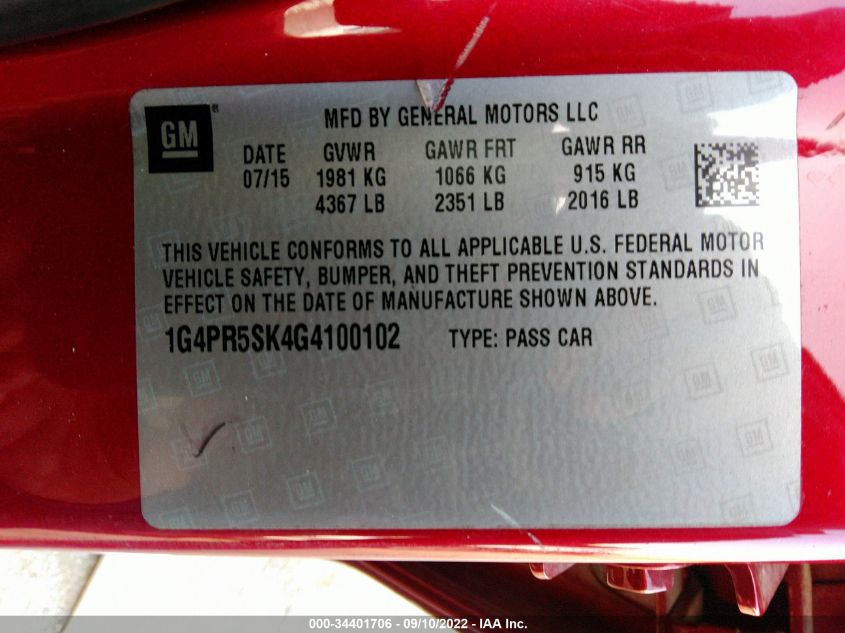 MFD BY GENERAL MOTORS LLC
GM®
DATE GVWR GAWR FRT GAWR RR
07/15 1981 KG 1066 KG 915 KG
4367 LB 2351 LB 2016 LB
THIS VEHICLE CONFORMS TO ALL APPLICABLE U.S. FEDERAL MOTOR
VEHICLE SAFETY, BUMPER, AND THEFT PREVENTION STANDARDS IN
EFFECT ON THE DATE OF MANUFACTURE SHOWN ABOVE.
1G4PR5SK4G4100102 TYPE: PASS CAR
000-34401706 - 09/10/2022 - IAA Inc.